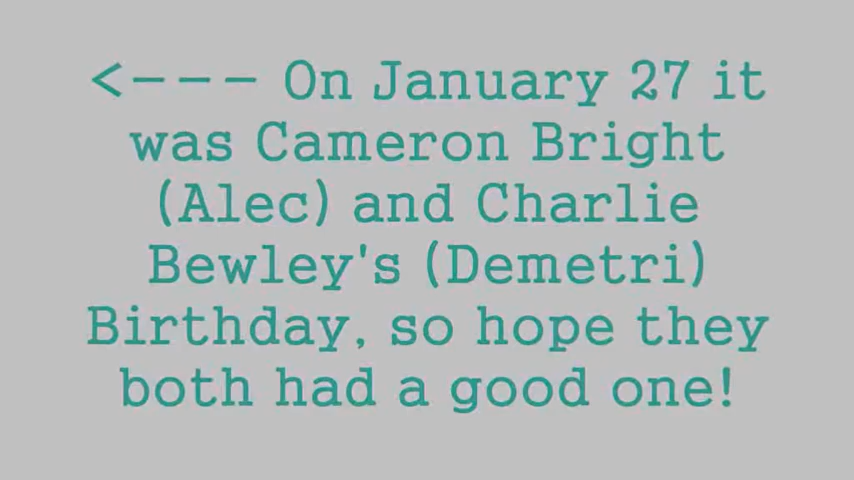 <--- On January 27 it
was Cameron Bright
(Alec) and Charlie
Bewley's (Demetri)
Birthday, so hope they
both had a good one!